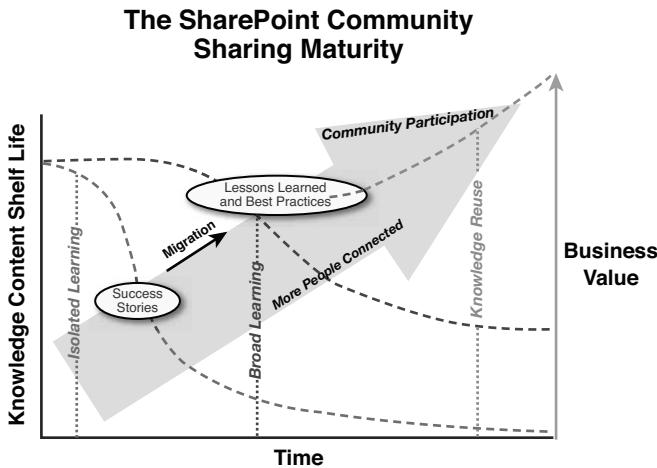 The SharePoint Community
Sharing Maturity
Knowledge Content Shelf Life
Community Participation
Lessons Learned
and Best Practices
Migration
More People Connected
Success
Stories
Isolated Learning
Broad Learning
Knowledge Reuse
Business
Value
Time